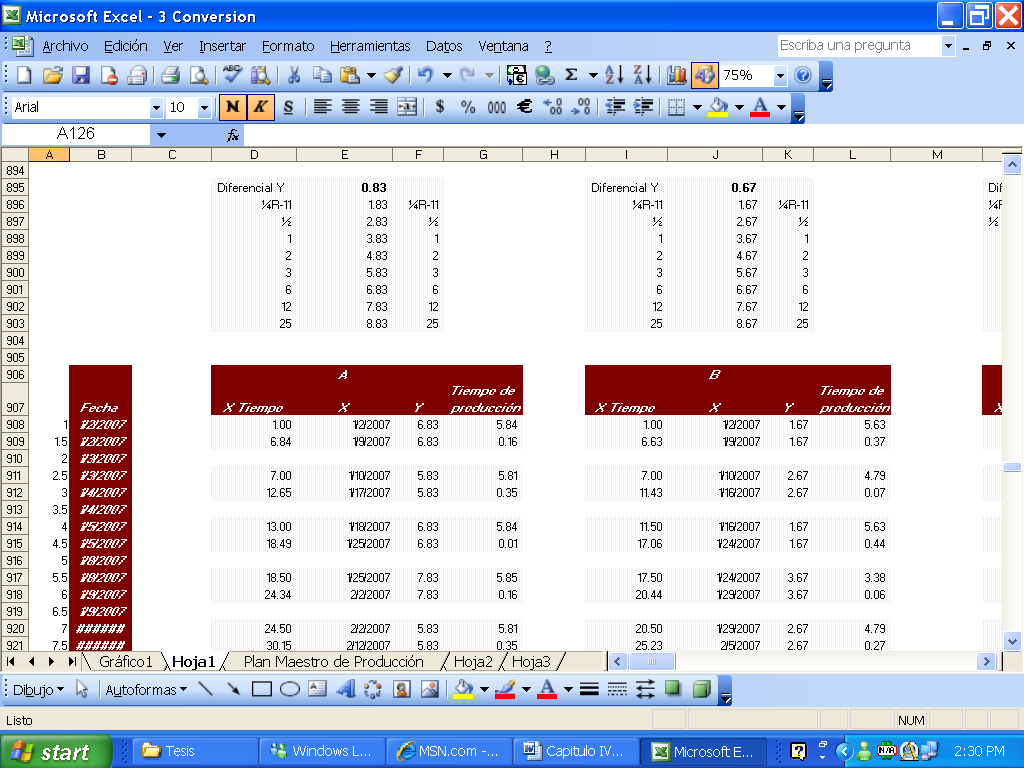 Microsoft Excel - 3 Conversion
Archivo Edición Ver Insertar Formato Herramientas Datos Ventana ? Escriba una pregunta
75%
Arial 10 N K S $ % 000 €
A126 fx
A B C D E F G H I J K L M
894
895 Diferencial Y 0.83 Diferencial Y 0.67 Dif
896 ¼R-11 1.83 ¼R-11 ¼R-11 1.67 ¼R-11 ¼R
897 ½ 2.83 ½ ½ 2.67 ½ ½
898 1 3.83 1 1 3.67 1
899 2 4.83 2 2 4.67 2
900 3 5.83 3 3 5.67 3
901 6 6.83 6 6 6.67 6
902 12 7.83 12 12 7.67 12
903 25 8.83 25 25 8.67 25
904
905
906 A B
907 Fecha X Tiempo X Y Tiempo de producción X Tiempo X Y Tiempo de producción X
908 1 1/2/2007 1.00 1/2/2007 6.83 5.84 1.00 1/2/2007 1.67 5.63
909 1.5 1/2/2007 6.84 1/9/2007 6.83 0.16 6.63 1/9/2007 1.67 0.37
910 2 1/3/2007
911 2.5 1/3/2007 7.00 1/10/2007 5.83 5.81 7.00 1/10/2007 2.67 4.79
912 3 1/4/2007 12.65 1/17/2007 5.83 0.35 11.43 1/16/2007 2.67 0.07
913 3.5 1/4/2007
914 4 1/5/2007 13.00 1/18/2007 6.83 5.84 11.50 1/16/2007 1.67 5.63
915 4.5 1/5/2007 18.49 1/25/2007 6.83 0.01 17.06 1/24/2007 1.67 0.44
916 5 1/8/2007
917 5.5 1/8/2007 18.50 1/25/2007 7.83 5.85 17.50 1/24/2007 3.67 3.38
918 6 1/9/2007 24.34 2/2/2007 7.83 0.16 20.44 1/29/2007 3.67 0.06
919 6.5 1/9/2007
920 7 ###### 24.50 2/2/2007 5.83 5.81 20.50 1/29/2007 2.67 4.79
921 7.5 ###### 30.15 2/12/2007 5.83 0.35 25.23 2/5/2007 2.67 0.27
Gráfico1 Hoja1 Plan Maestro de Producción Hoja2 Hoja3
Dibujo Autoformas
Listo NUM
start Tesis Windows L... MSN.com -... Capitulo IV... Microsoft E... 2:30 PM